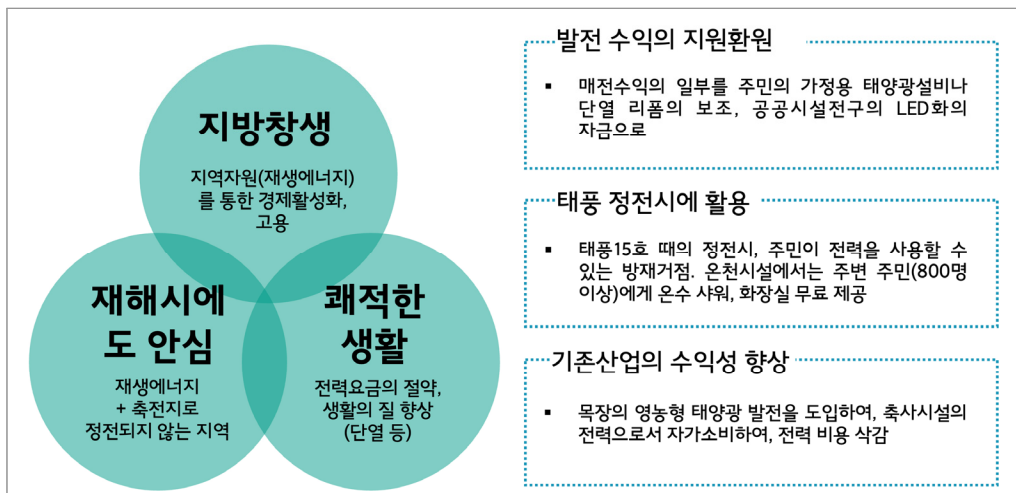 지방창생
지역자원(재생에너지)
를 통한 경제활성화,
고용
재해시에
도 안심
재생에너지
+ 축전지로
정전되지 않는 지역
쾌적한
생활
전력요금의 절약,
생활의 질 향상
(단열 등)
발전 수익의 지원환원
▪ 매전수익의 일부를 주민의 가정용 태양광설비나
단열 리폼의 보조, 공공시설전구의 LED화의
자금으로
태풍 정전시에 활용
▪ 태풍15호 때의 정전시, 주민이 전력을 사용할 수
있는 방재거점. 온천시설에서는 주변 주민(800명
이상)에게 온수 샤워, 화장실 무료 제공
기존산업의 수익성 향상
▪ 목장의 영농형 태양광 발전을 도입하여, 축사시설의
전력으로서 자가소비하여, 전력 비용 삭감